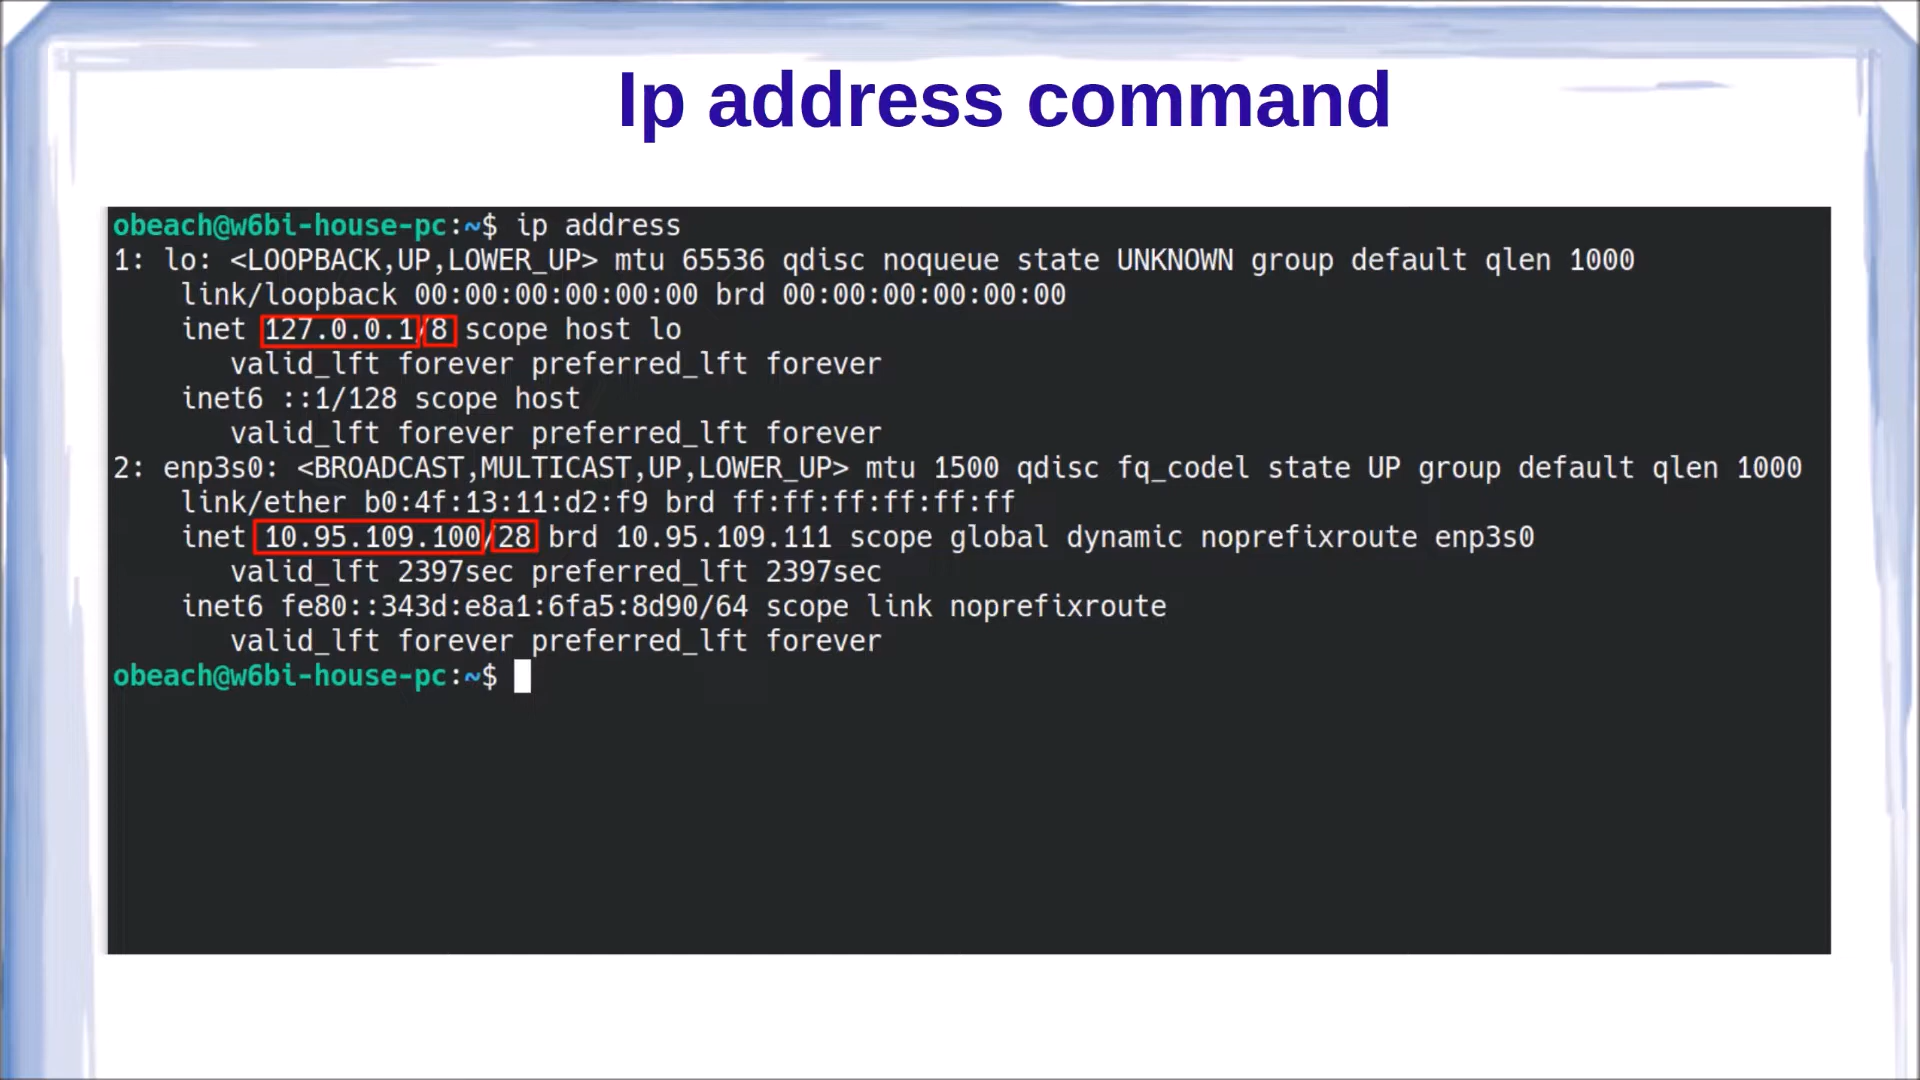 Ip address command
obeach@w6bi-house-pc:~$ ip address
1: lo: <LOOPBACK,UP,LOWER_UP> mtu 65536 qdisc noqueue state UNKNOWN group default qlen 1000
link/loopback 00:00:00:00:00:00 brd 00:00:00:00:00:00
inet 127.0.0.1/8 scope host lo
valid_lft forever preferred_lft forever
inet6 ::1/128 scope host
valid_lft forever preferred_lft forever
2: enp3s0: <BROADCAST,MULTICAST,UP,LOWER_UP> mtu 1500 qdisc fq_codel state UP group default qlen 1000
link/ether b0:4f:13:11:d2:f9 brd ff:ff:ff:ff:ff:ff
inet 10.95.109.100/28 brd 10.95.109.111 scope global dynamic noprefixroute enp3s0
valid_lft 2397sec preferred_lft 2397sec
inet6 fe80::343d:e8a1:6fa5:8d90/64 scope link noprefixroute
valid_lft forever preferred_lft forever
obeach@w6bi-house-pc:~$